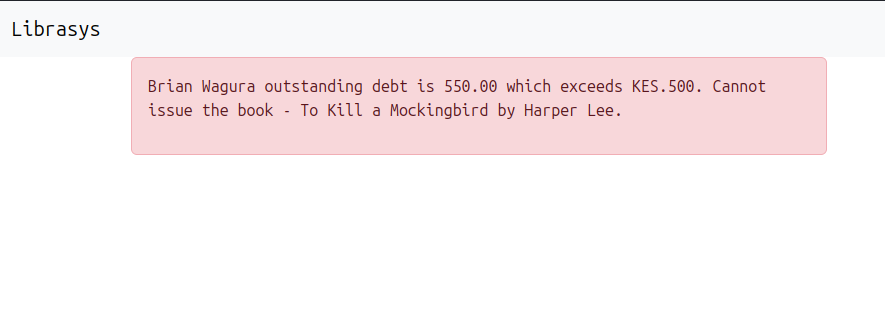 Librasys
Brian Wagura outstanding debt is 550.00 which exceeds KES.500. Cannot
issue the book - To Kill a Mockingbird by Harper Lee.